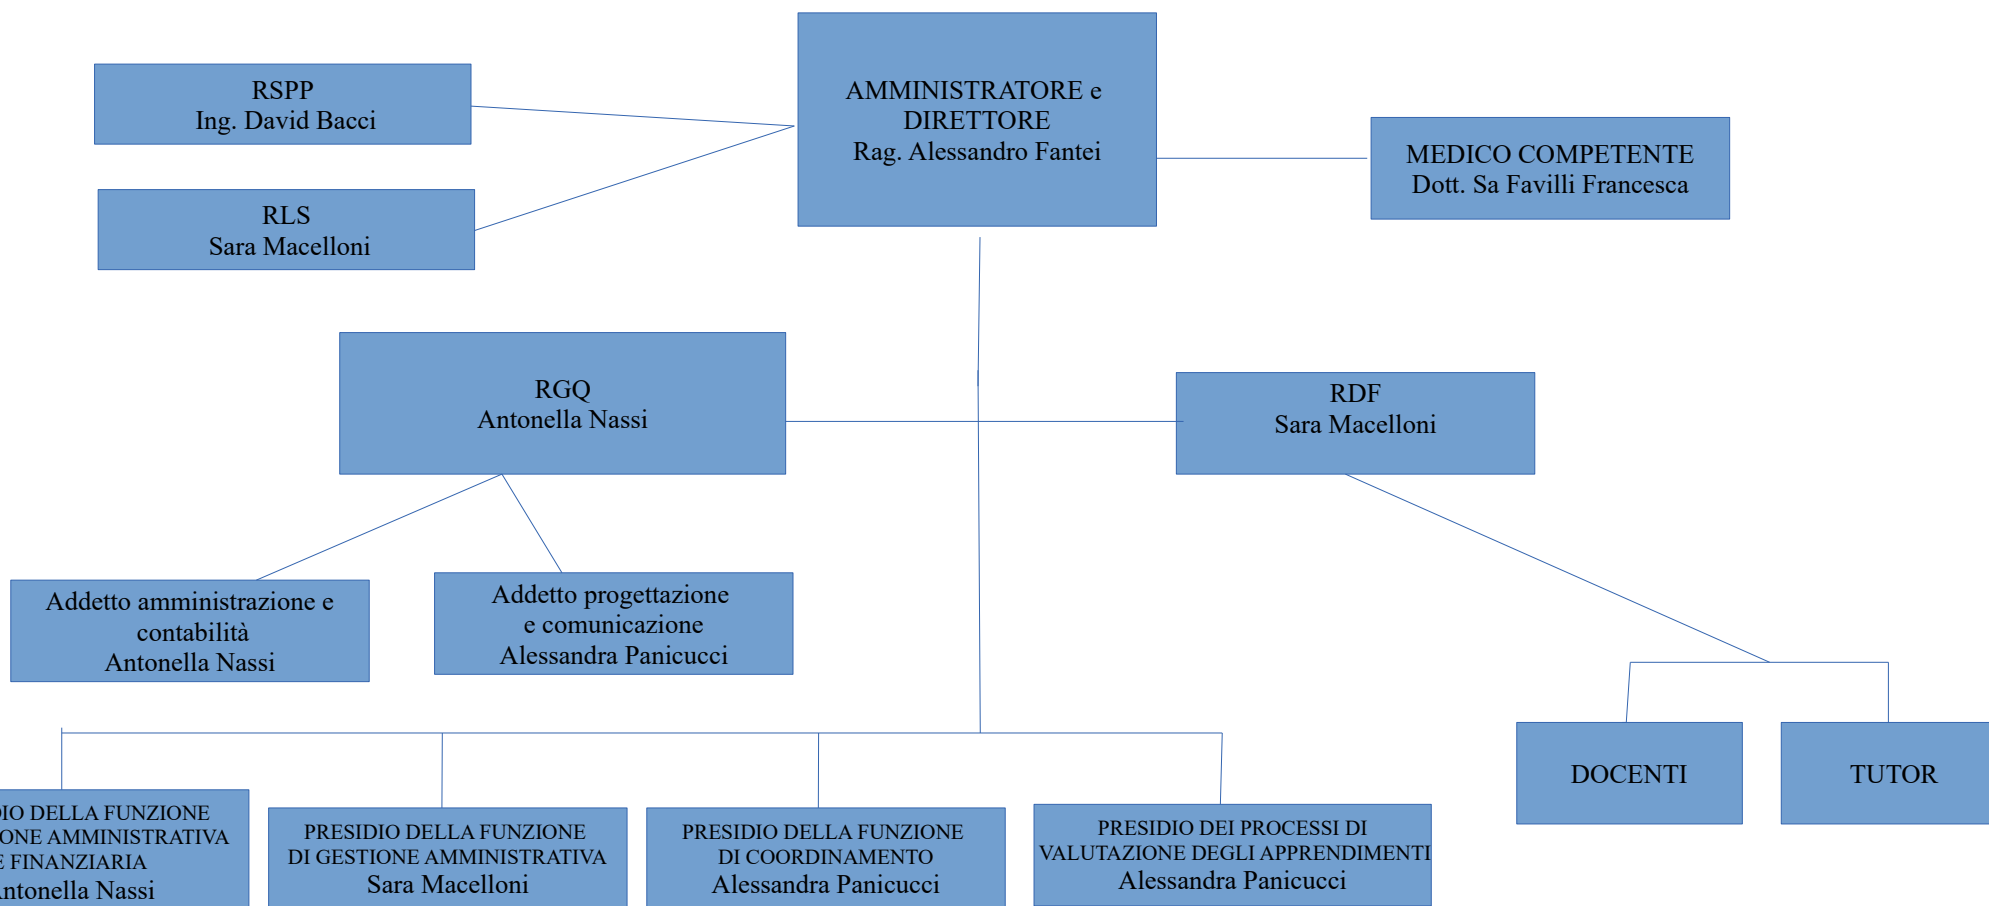 AMMINISTRATORE e
DIRETTORE
Rag. Alessandro Fantei
RSPP
Ing. David Bacci
RLS
Sara Macelloni
MEDICO COMPETENTE
Dott. Sa Favilli Francesca
RGQ
Antonella Nassi
RDF
Sara Macelloni
Addetto amministrazione e
contabilità
Antonella Nassi
Addetto progettazione
e comunicazione
Alessandra Panicucci
DOCENTI
TUTOR
DELLA FUNZIONE
AMMINISTRATIVA
E FINANZIARIA
Antonella Nassi
PRESIDIO DELLA FUNZIONE
DI GESTIONE AMMINISTRATIVA
Sara Macelloni
PRESIDIO DELLA FUNZIONE
DI COORDINAMENTO
Alessandra Panicucci
PRESIDIO DEI PROCESSI DI
VALUTAZIONE DEGLI APPRENDIMENTI
Alessandra Panicucci